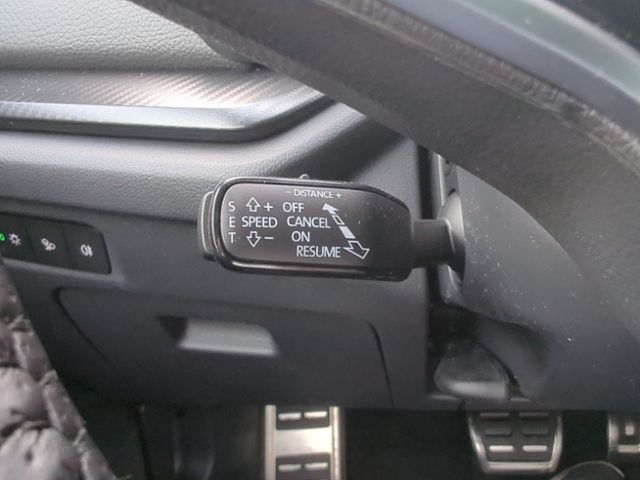 - DISTANCE +
S + OFF
E SPEED CANCEL
T - ON
RESUME